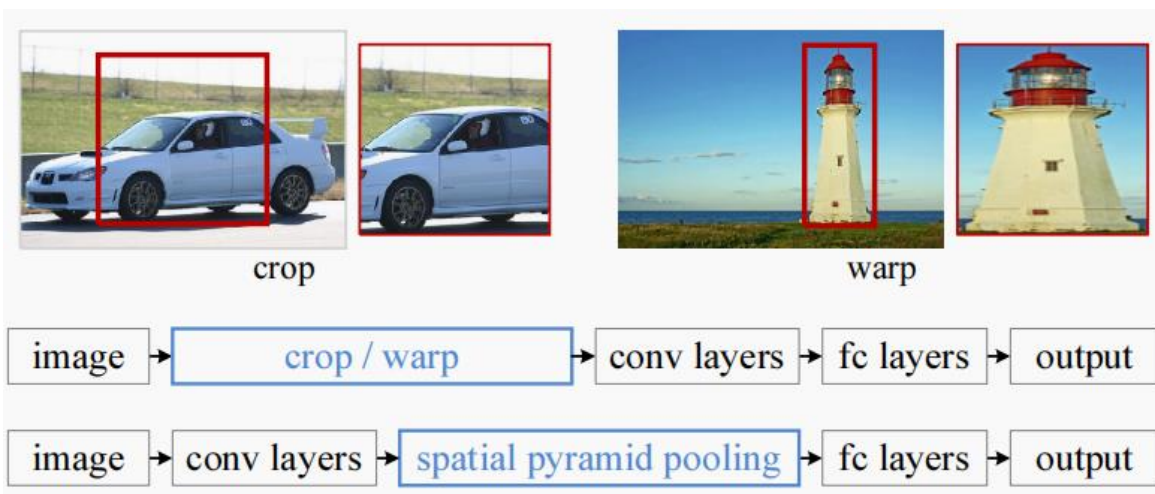 crop
warp
image crop / warp conv layers fc layers output
image conv layers spatial pyramid pooling fc layers output